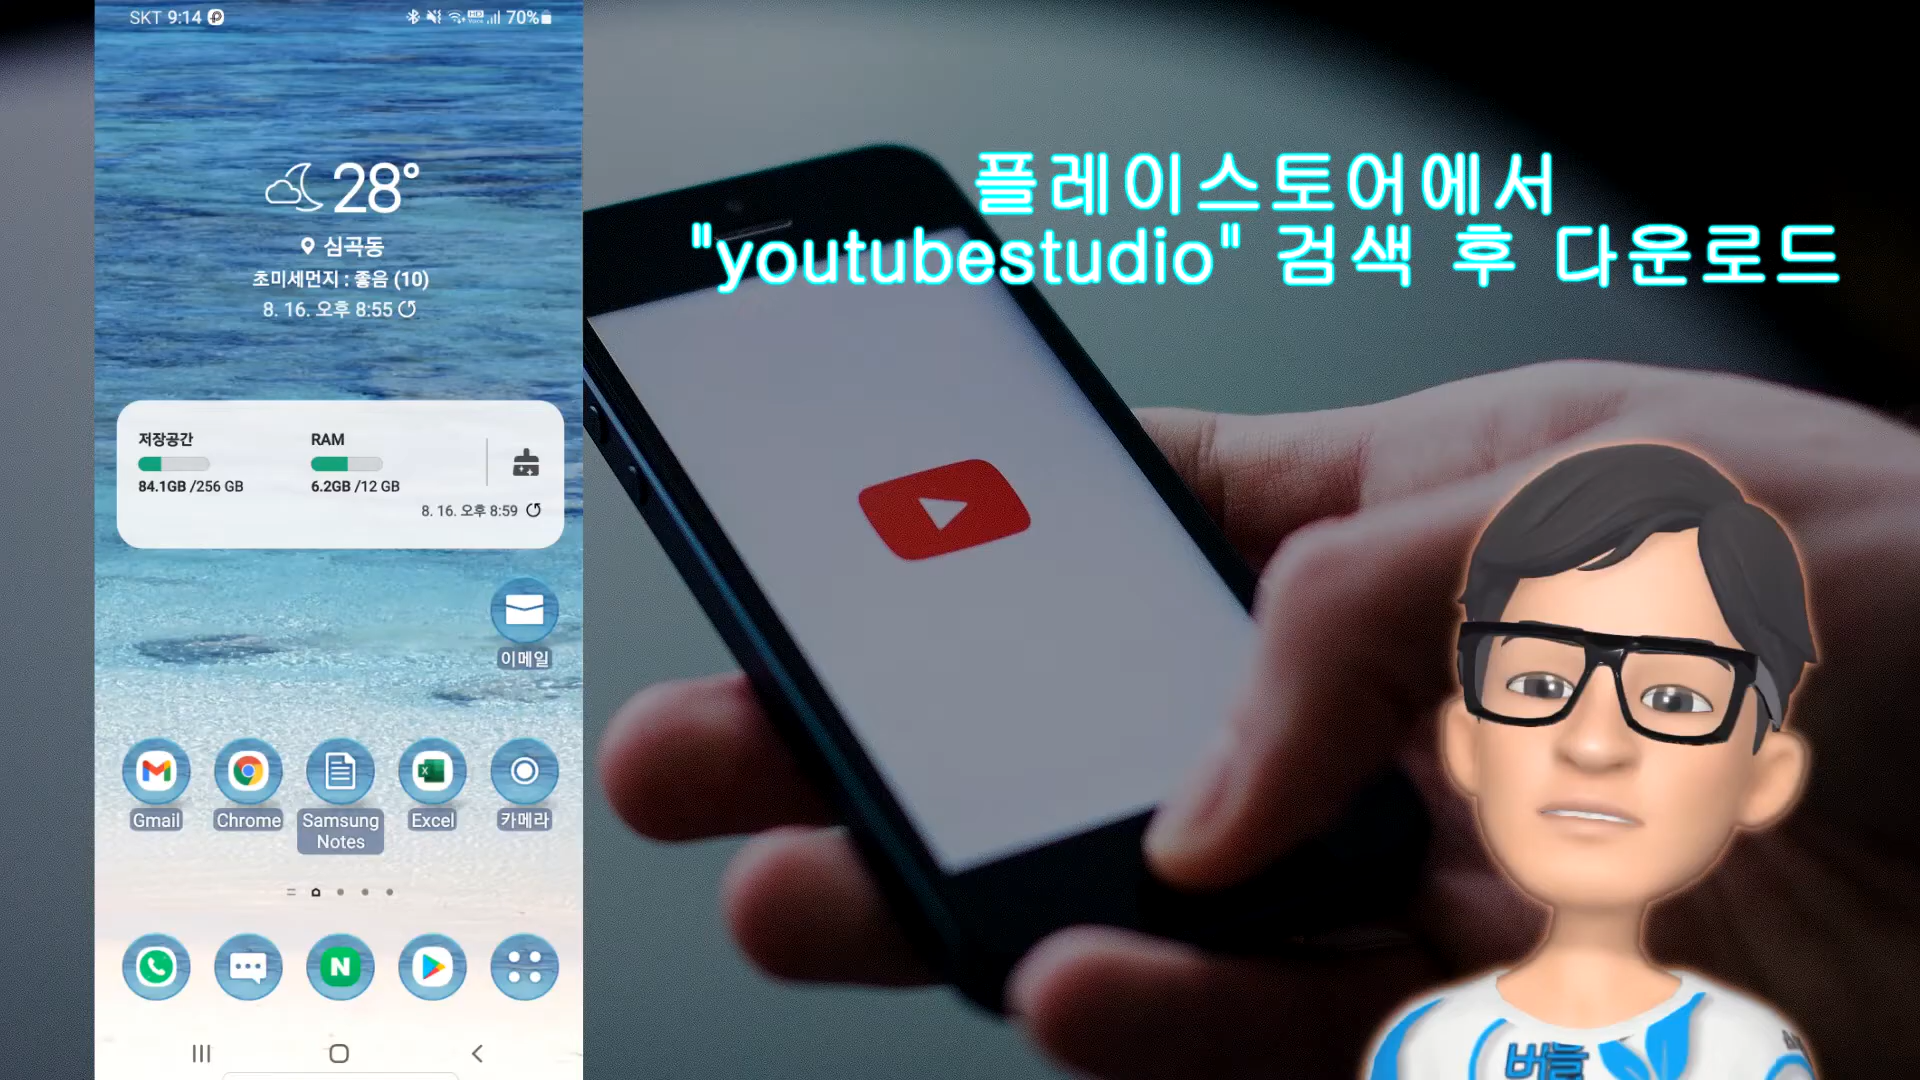 SKT 9:14
70%
28°
심곡동
초미세먼지 : 좋음 (10)
8. 16. 오후 8:55
저장공간
RAM
84.1GB /256 GB
6.2GB /12 GB
8. 16. 오후 8:59
이메일
Gmail
Chrome
Samsung
Notes
Excel
카메라
N
플레이스토어에서
"youtubestudio" 검색 후 다운로드
버들